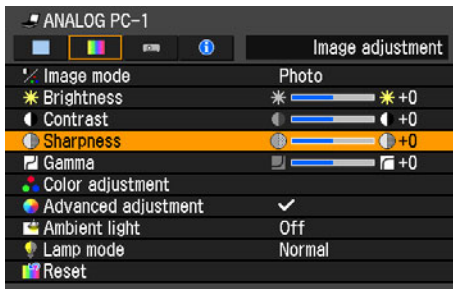 ANALOG PC-1
Image adjustment
Image mode Photo
Brightness +0
Contrast +0
Sharpness +0
Gamma +0
Color adjustment
Advanced adjustment
Ambient light Off
Lamp mode Normal
Reset